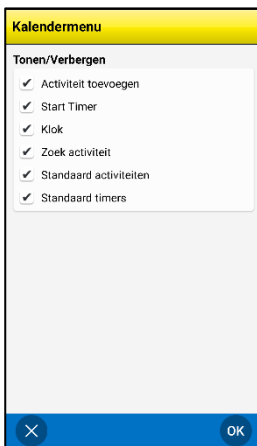 Kalendermenu
Tonen/Verbergen
Activiteit toevoegen
Start Timer
Klok
Zoek activiteit
Standaard activiteiten
Standaard timers
OK